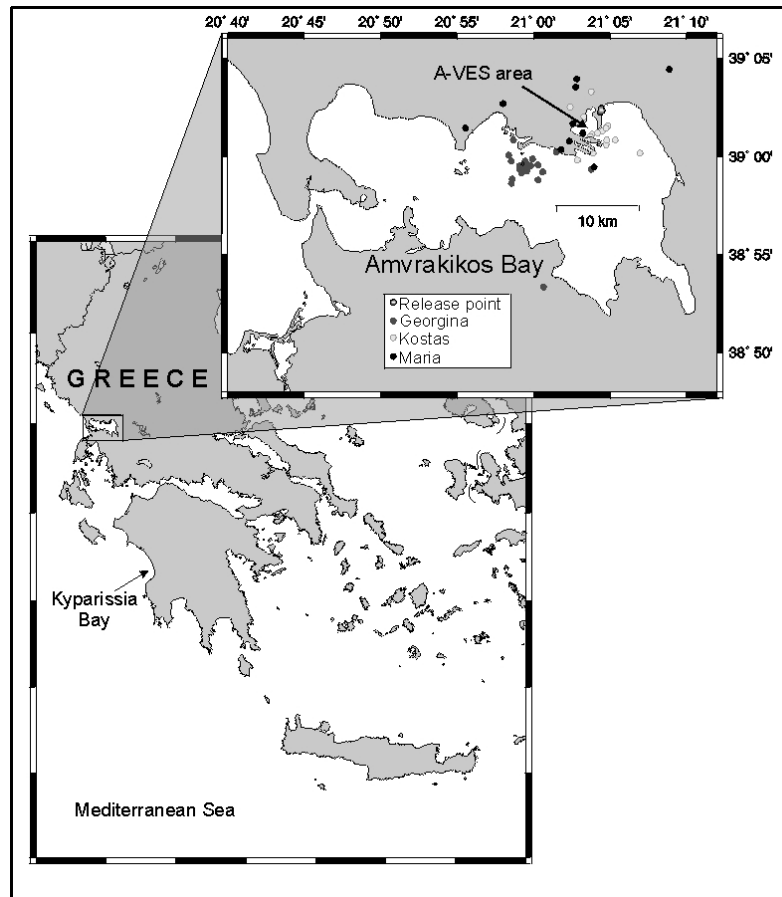 20° 40' 20° 45' 20° 50' 20° 55' 21° 00' 21° 05' 21° 10'
39° 05'
A-VES area
39° 00'
10 km
38° 55'
Amvrakikos Bay
Release point
Georgina
Kostas
Maria
38° 50'
GREECE
Kyparissia
Bay
Mediterranean Sea